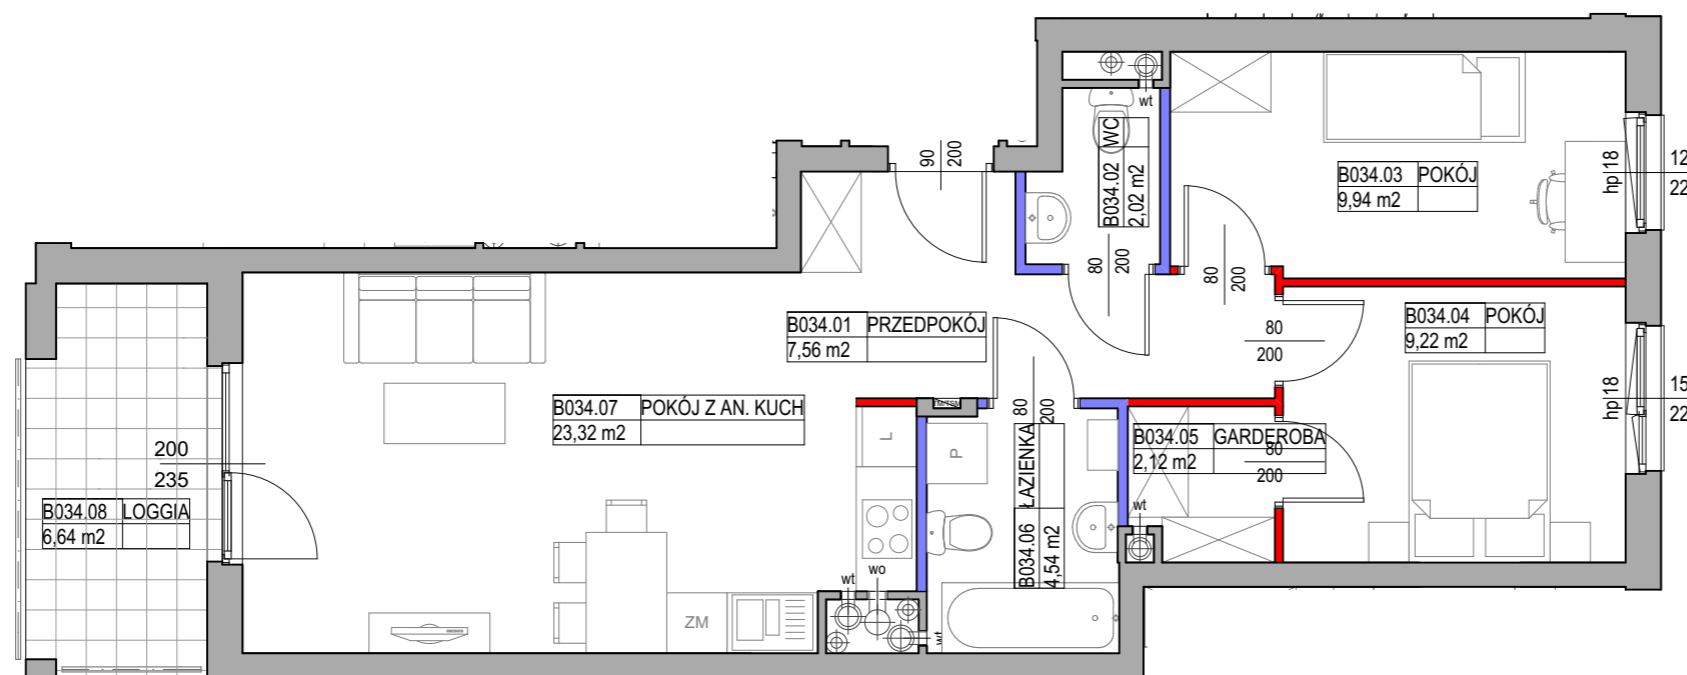 wt
90
200
B034.02 WC
2,02 m2
B034.03 POKÓJ
9,94 m2
hp18
12
22
80
200
80
200
B034.01 PRZEDPOKÓJ
7,56 m2
80
200
B034.04 POKÓJ
9,22 m2
hp18
15
22
B034.07 POKÓJ Z AN. KUCH
23,32 m2
80
200
L
P
B034.06 ŁAZIENKA
4,54 m2
B034.05 GARDEROBA
2,12 m2
80
200
200
235
B034.08 LOGGIA
6,64 m2
wt
wt
wo
wt
ZM